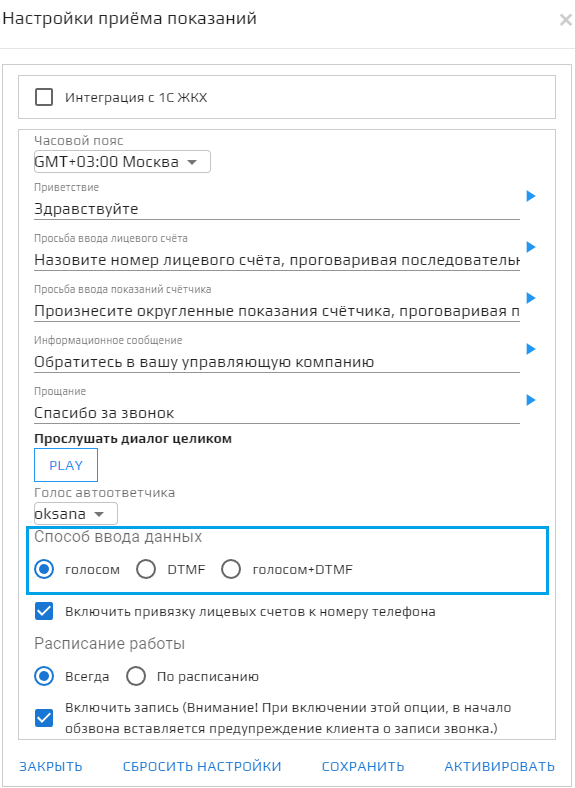 Настройки приёма показаний
Интеграция с 1С ЖКХ
Часовой пояс
GMT+03:00 Москва
Приветствие
Здравствуйте
Просьба ввода лицевого счёта
Назовите номер лицевого счёта, проговаривая
Просьба ввода показаний счётчика
Произнесите округленные показания счётчика, проговаривая п
Информационное сообщение
Обратитесь в вашу управляющую компанию
Прощание
Спасибо за звонок
Прослушать диалог целиком
PLAY
Голос автоответчика
oksana
Способ ввода данных
голосом DTMF голосом+DTMF
Включить привязку лицевых счетов к номеру телефона
Расписание работы
Всегда По расписанию
Включить запись (Внимание! При включении этой опции, в начало
обзвона вставляется предупреждение клиента о записи звонка.)
ЗАКРЫТЬ СБРОСИТЬ НАСТРОЙКИ СОХРАНИТЬ АКТИВИРОВАТЬ